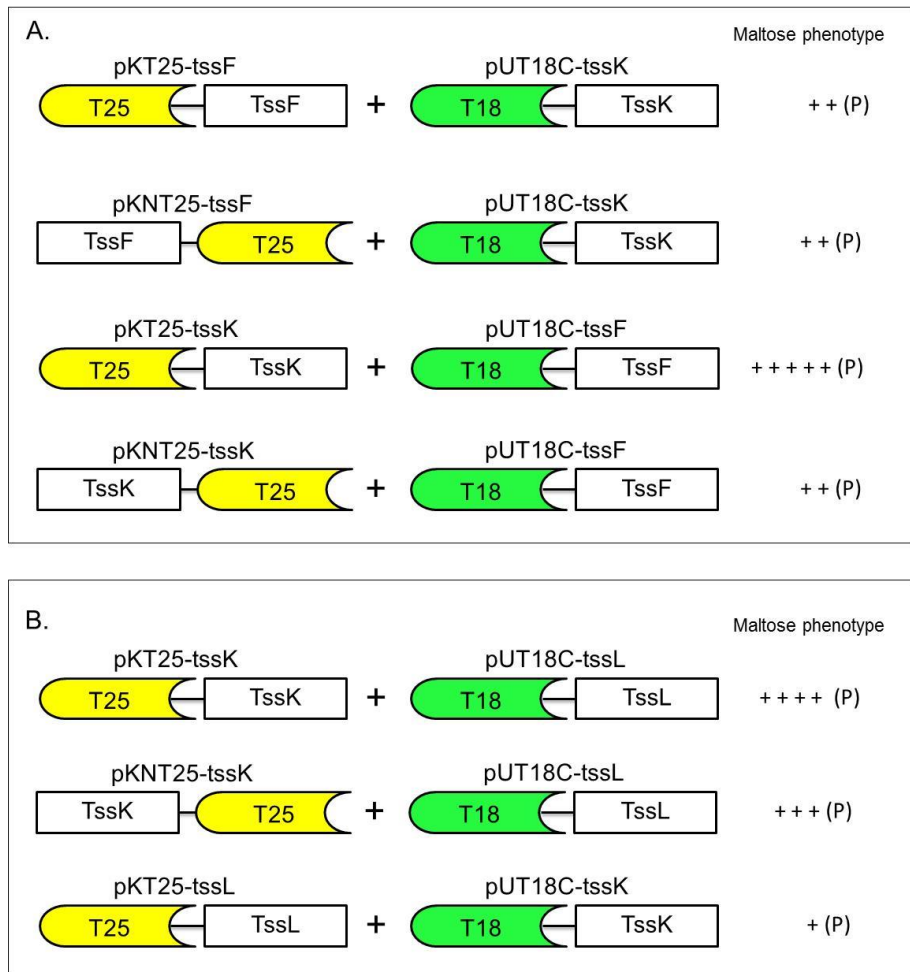 A.
Maltose phenotype
pKT25-tssF pUT18C-tssK
T25 TssF + T18 TssK + + (P)
pKNT25-tssF pUT18C-tssK
TssF T25 + T18 TssK + + (P)
pKT25-tssK pUT18C-tssF
T25 TssK + T18 TssF + + + + + (P)
pKNT25-tssK pUT18C-tssF
TssK T25 + T18 TssF + + (P)
B.
Maltose phenotype
pKT25-tssK pUT18C-tssL
T25 TssK + T18 TssL + + + + (P)
pKNT25-tssK pUT18C-tssL
TssK T25 + T18 TssL + + + (P)
pKT25-tssL pUT18C-tssK
T25 TssL + T18 TssK + (P)